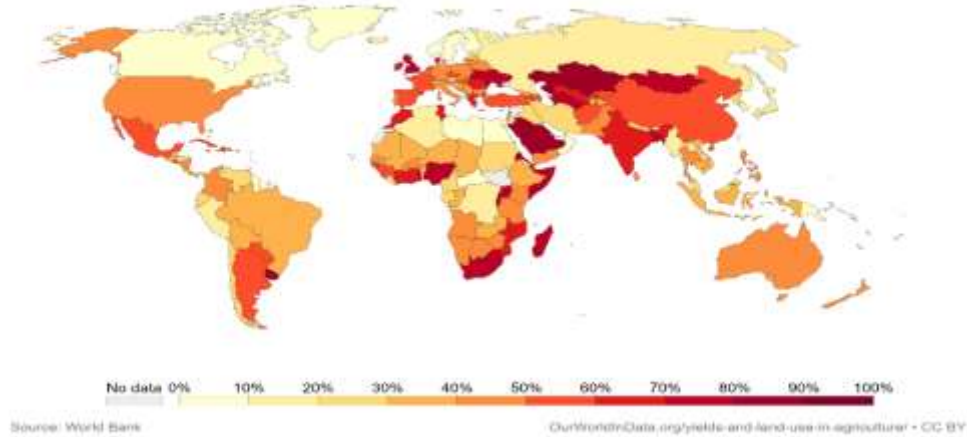 No data 0% 10% 20% 30% 40% 50% 60% 70% 80% 90% 100%
Source: World Bank
OurWorldInData.org/yields-and-land-use-in-agriculture/ • CC BY